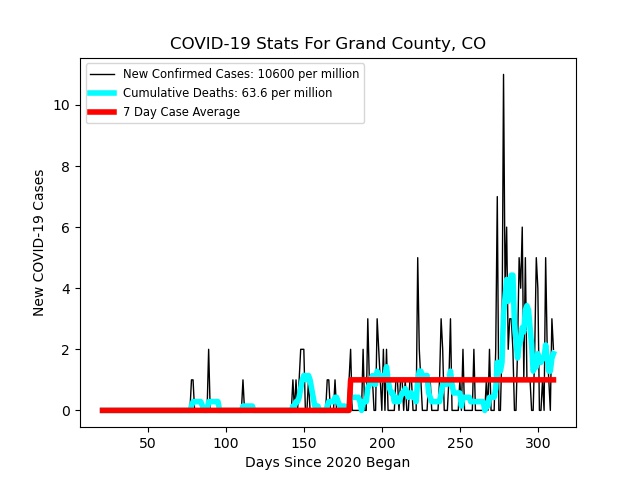 COVID-19 Stats For Grand County, CO
New Confirmed Cases: 10600 per million
Cumulative Deaths: 63.6 per million
7 Day Case Average
New COVID-19 Cases
10
8
6
4
2
0
50 100 150 200 250 300
Days Since 2020 Began